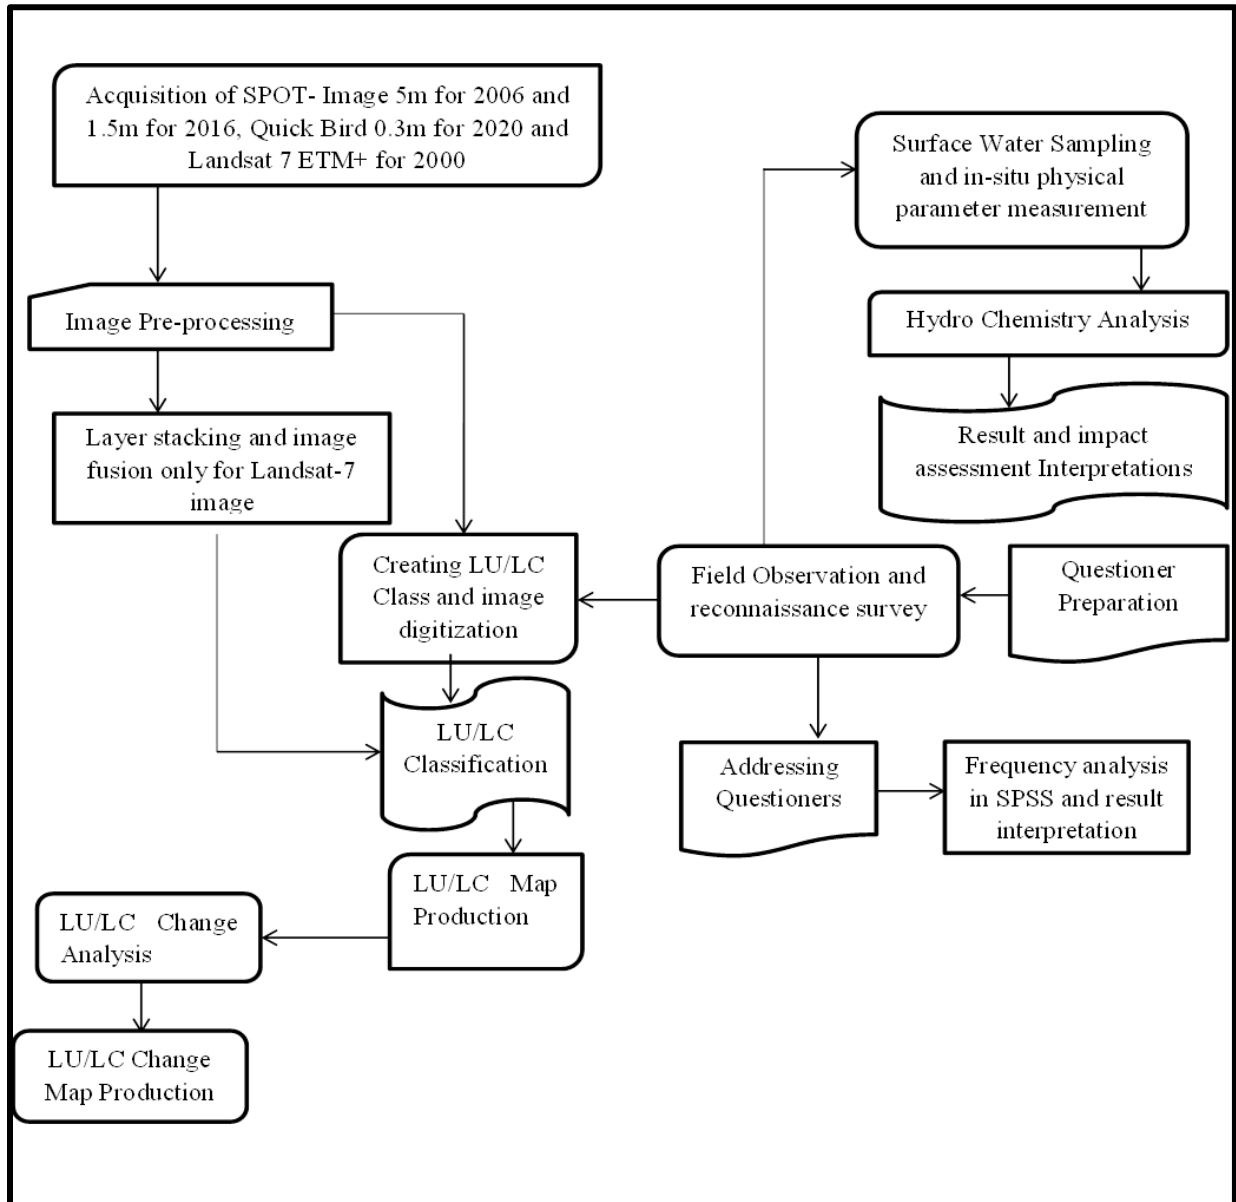 Acquisition of SPOT- Image 5m for 2006 and
1.5m for 2016, Quick Bird 0.3m for 2020 and
Landsat 7 ETM+ for 2000
Surface Water Sampling
and in-situ physical
parameter measurement
Image Pre-processing
Hydro Chemistry Analysis
Layer stacking and image
fusion only for Landsat-7
image
Result and impact
assessment Interpretations
Creating LU/LC
Class and image
digitization
Field Observation and
reconnaissance survey
Questioner
Preparation
LU/LC
Classification
Addressing
Questioners
Frequency analysis
in SPSS and result
interpretation
LU/LC Map
Production
LU/LC Change
Analysis
LU/LC Change
Map Production